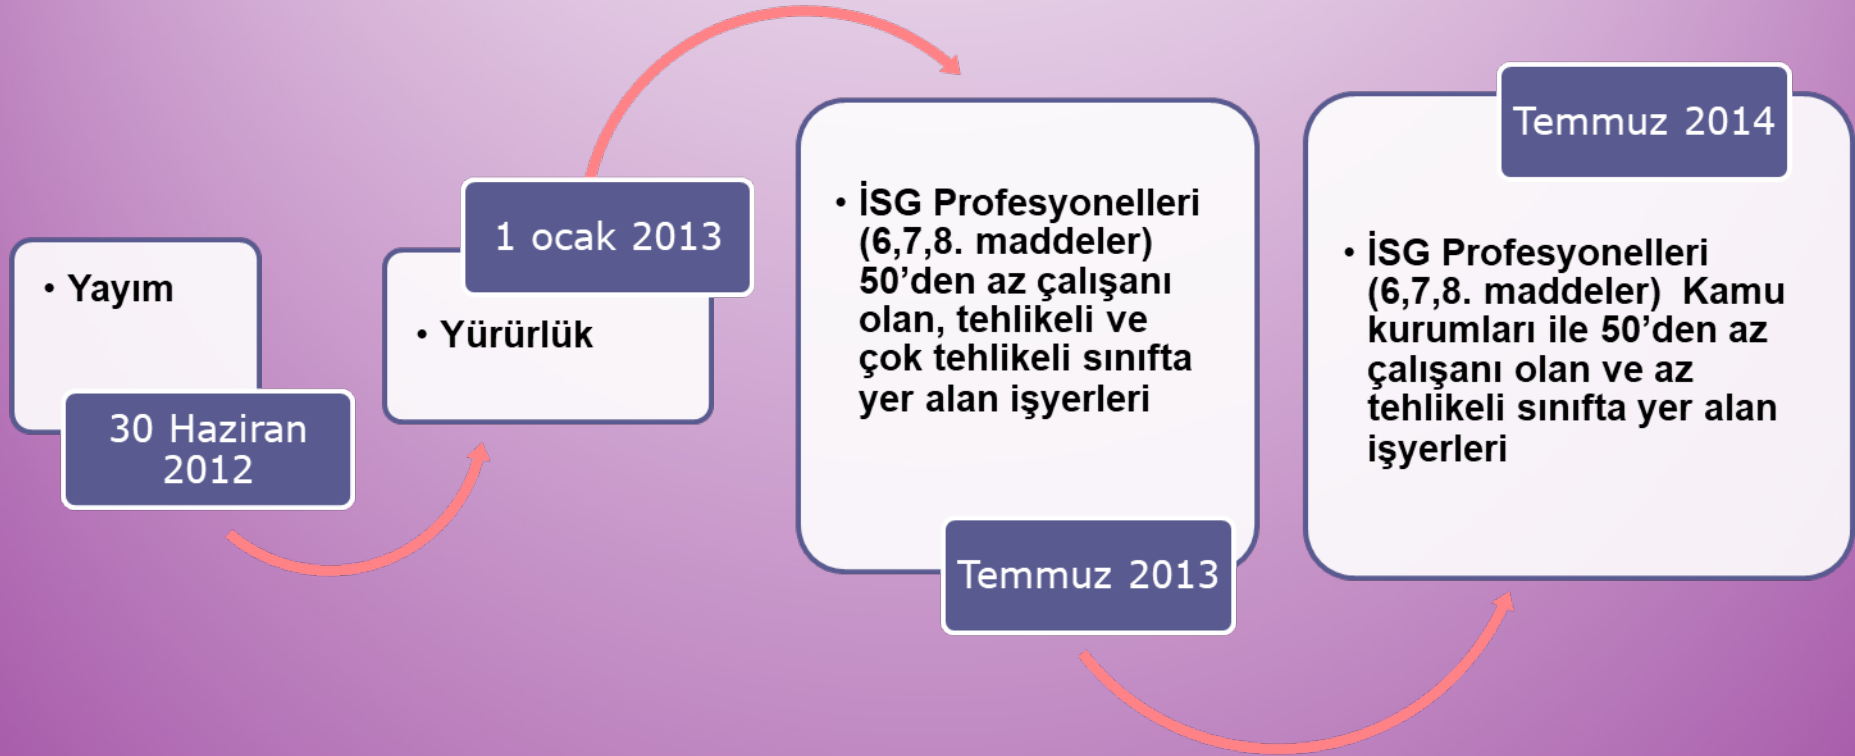 • Yayım
30 Haziran
2012
1 ocak 2013
• Yürürlük
• İSG Profesyonelleri
(6,7,8. maddeler)
50’den az çalışanı
olan, tehlikeli ve
çok tehlikeli sınıfta
yer alan işyerleri
Temmuz 2013
Temmuz 2014
• İSG Profesyonelleri
(6,7,8. maddeler)  Kamu
kurumları ile 50’den az
çalışanı olan ve az
tehlikeli sınıfta yer alan
işyerleri